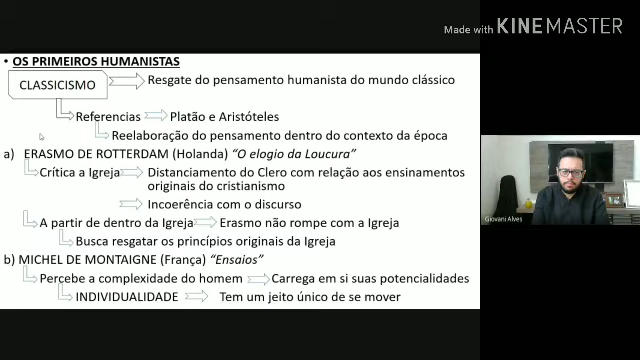 Made with KINEMASTER
• OS PRIMEIROS HUMANISTAS
CLASSICISMO
Resgate do pensamento humanista do mundo clássico
Referencias
Platão e Aristóteles
Reelaboração do pensamento dentro do contexto da época
a) ERASMO DE ROTTERDAM (Holanda) “O elogio da Loucura”
Crítica a Igreja
Distanciamento do Clero com relação aos ensinamentos
originais do cristianismo
Incoerência com o discurso
A partir de dentro da Igreja
Erasmo não rompe com a Igreja
Busca resgatar os princípios originais da Igreja
b) MICHEL DE MONTAIGNE (França) “Ensaios”
Percebe a complexidade do homem
Carrega em si suas potencialidades
INDIVIDUALIDADE
Tem um jeito único de se mover
Giovani Alves